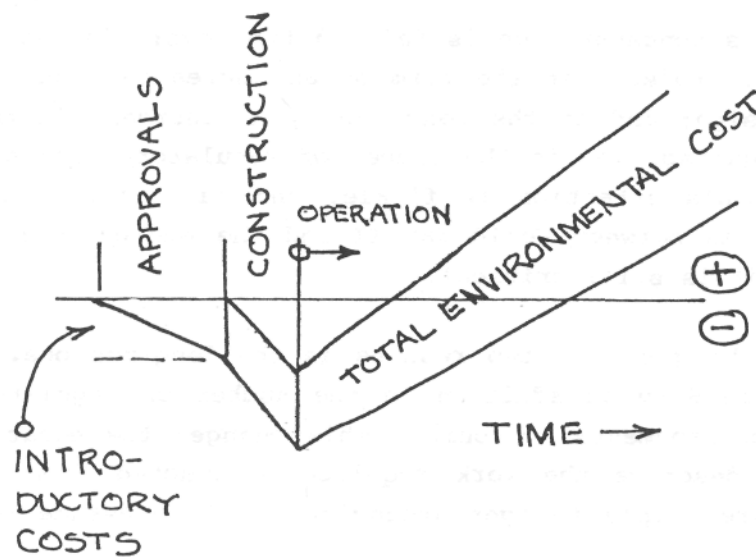 APPROVALS
CONSTRUCTION
OPERATION
TOTAL ENVIRONMENTAL COST
+
-
TIME
INTRO-
DUCTORY
COSTS